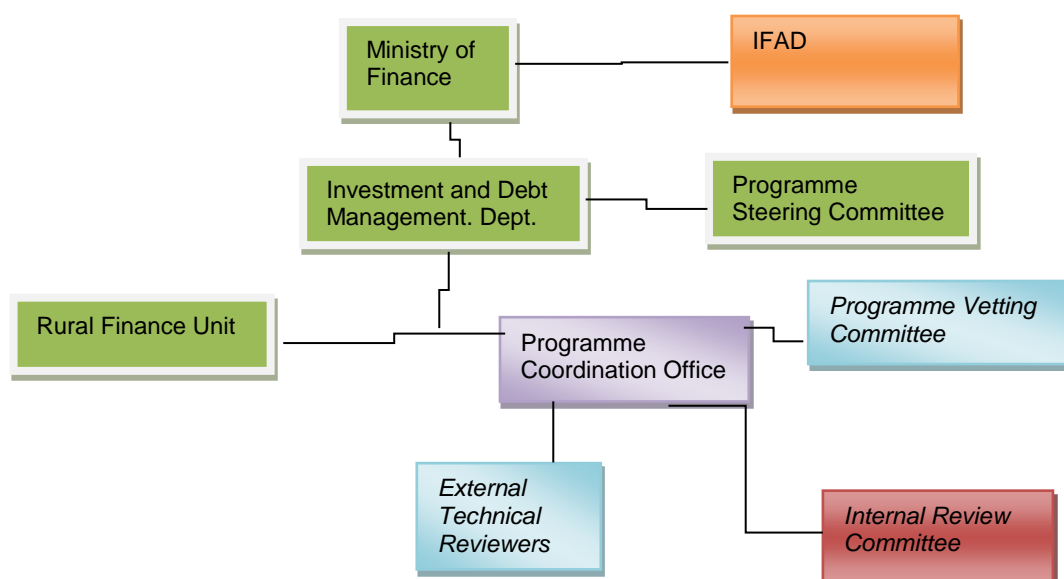 Ministry of
Finance
IFAD
Investment and Debt
Management. Dept.
Programme
Steering Committee
Rural Finance Unit
Programme
Coordination Office
Programme Vetting
Committee
External
Technical
Reviewers
Internal Review
Committee